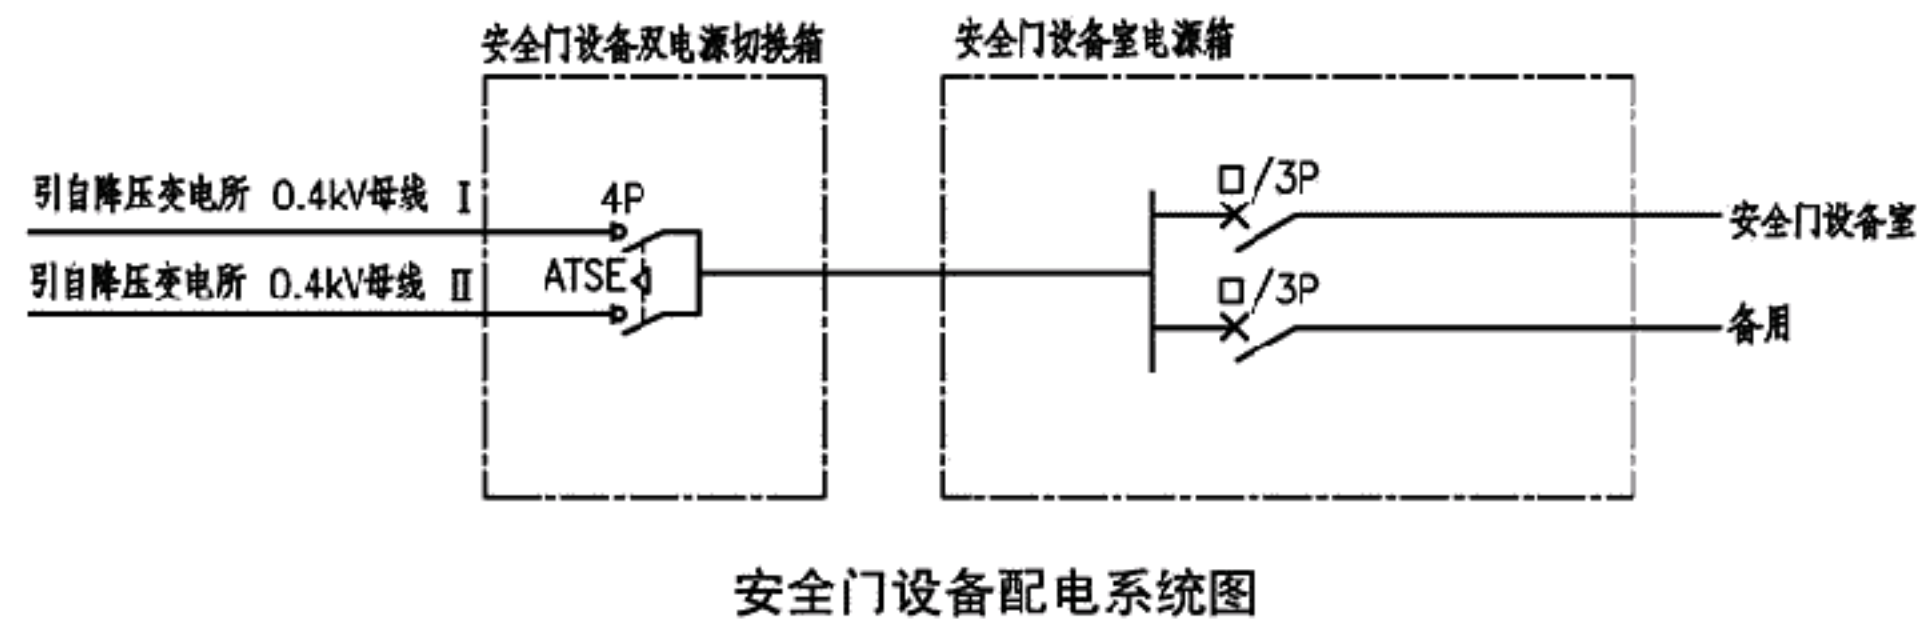 安全门设备双电源切换箱
安全门设备室电源箱
引自降压变电所 0.4kV母线 Ⅰ
4P
引自降压变电所 0.4kV母线 Ⅱ
ATSE
□/3P
安全门设备室
□/3P
备用
安全门设备配电系统图